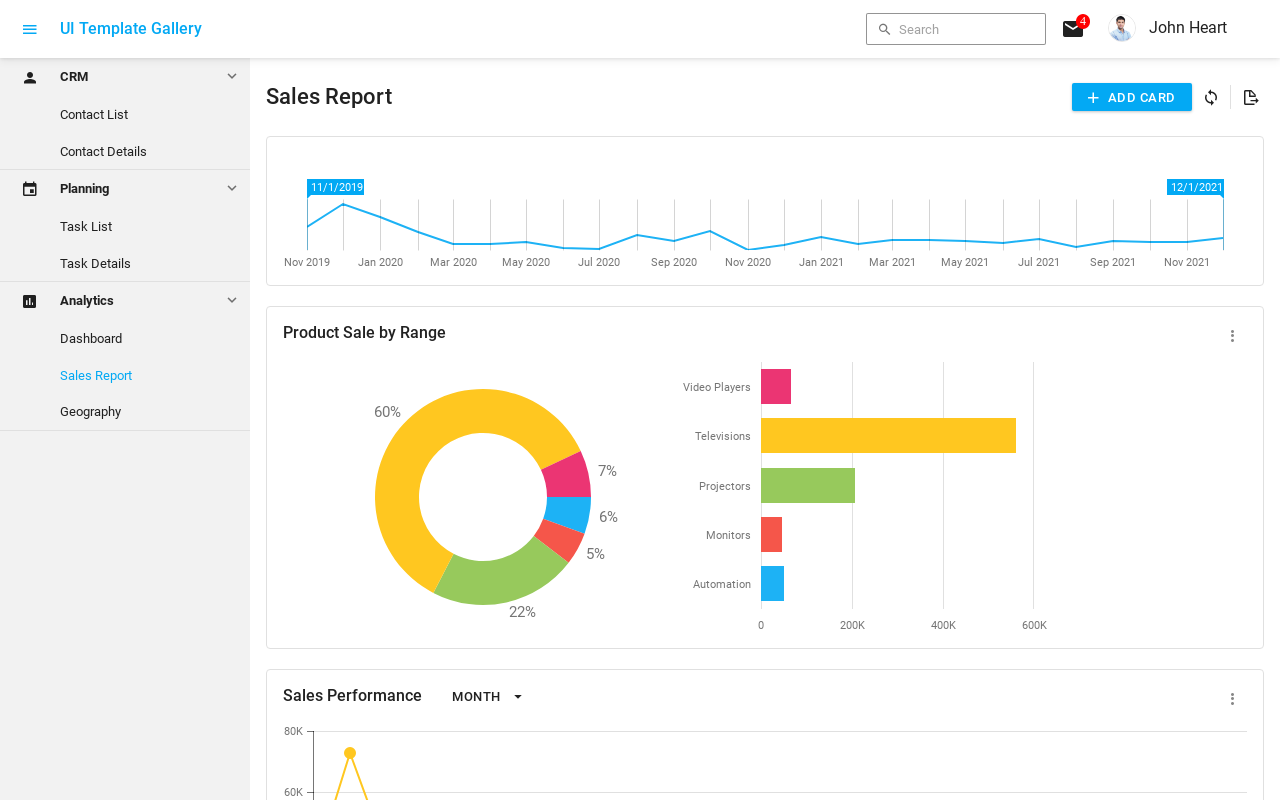 UI Template Gallery
Search
4
John Heart
CRM
Contact List
Contact Details
Planning
Task List
Task Details
Analytics
Dashboard
Sales Report
Geography
Sales Report
ADD CARD
11/1/2019
12/1/2021
Nov 2019 Jan 2020 Mar 2020 May 2020 Jul 2020 Sep 2020 Nov 2020 Jan 2021 Mar 2021 May 2021 Jul 2021 Sep 2021 Nov 2021
Product Sale by Range
60%
7%
6%
5%
22%
Video Players
Televisions
Projectors
Monitors
Automation
0 200K 400K 600K
Sales Performance
MONTH
80K
60K